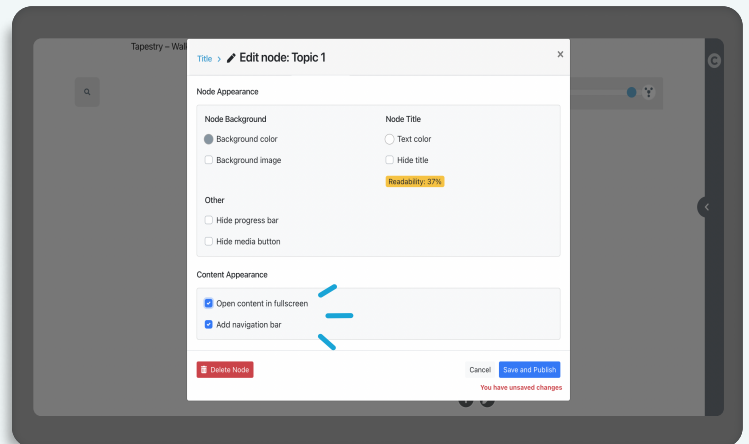 Tapestry – Wal
Title > Edit node: Topic 1
x
Node Appearance
Node Background
Node Title
Background color
Text color
Background image
Hide title
Readability: 37%
Other
Hide progress bar
Hide media button
Content Appearance
Open content in fullscreen
Add navigation bar
Delete Node
Cancel
Save and Publish
You have unsaved changes